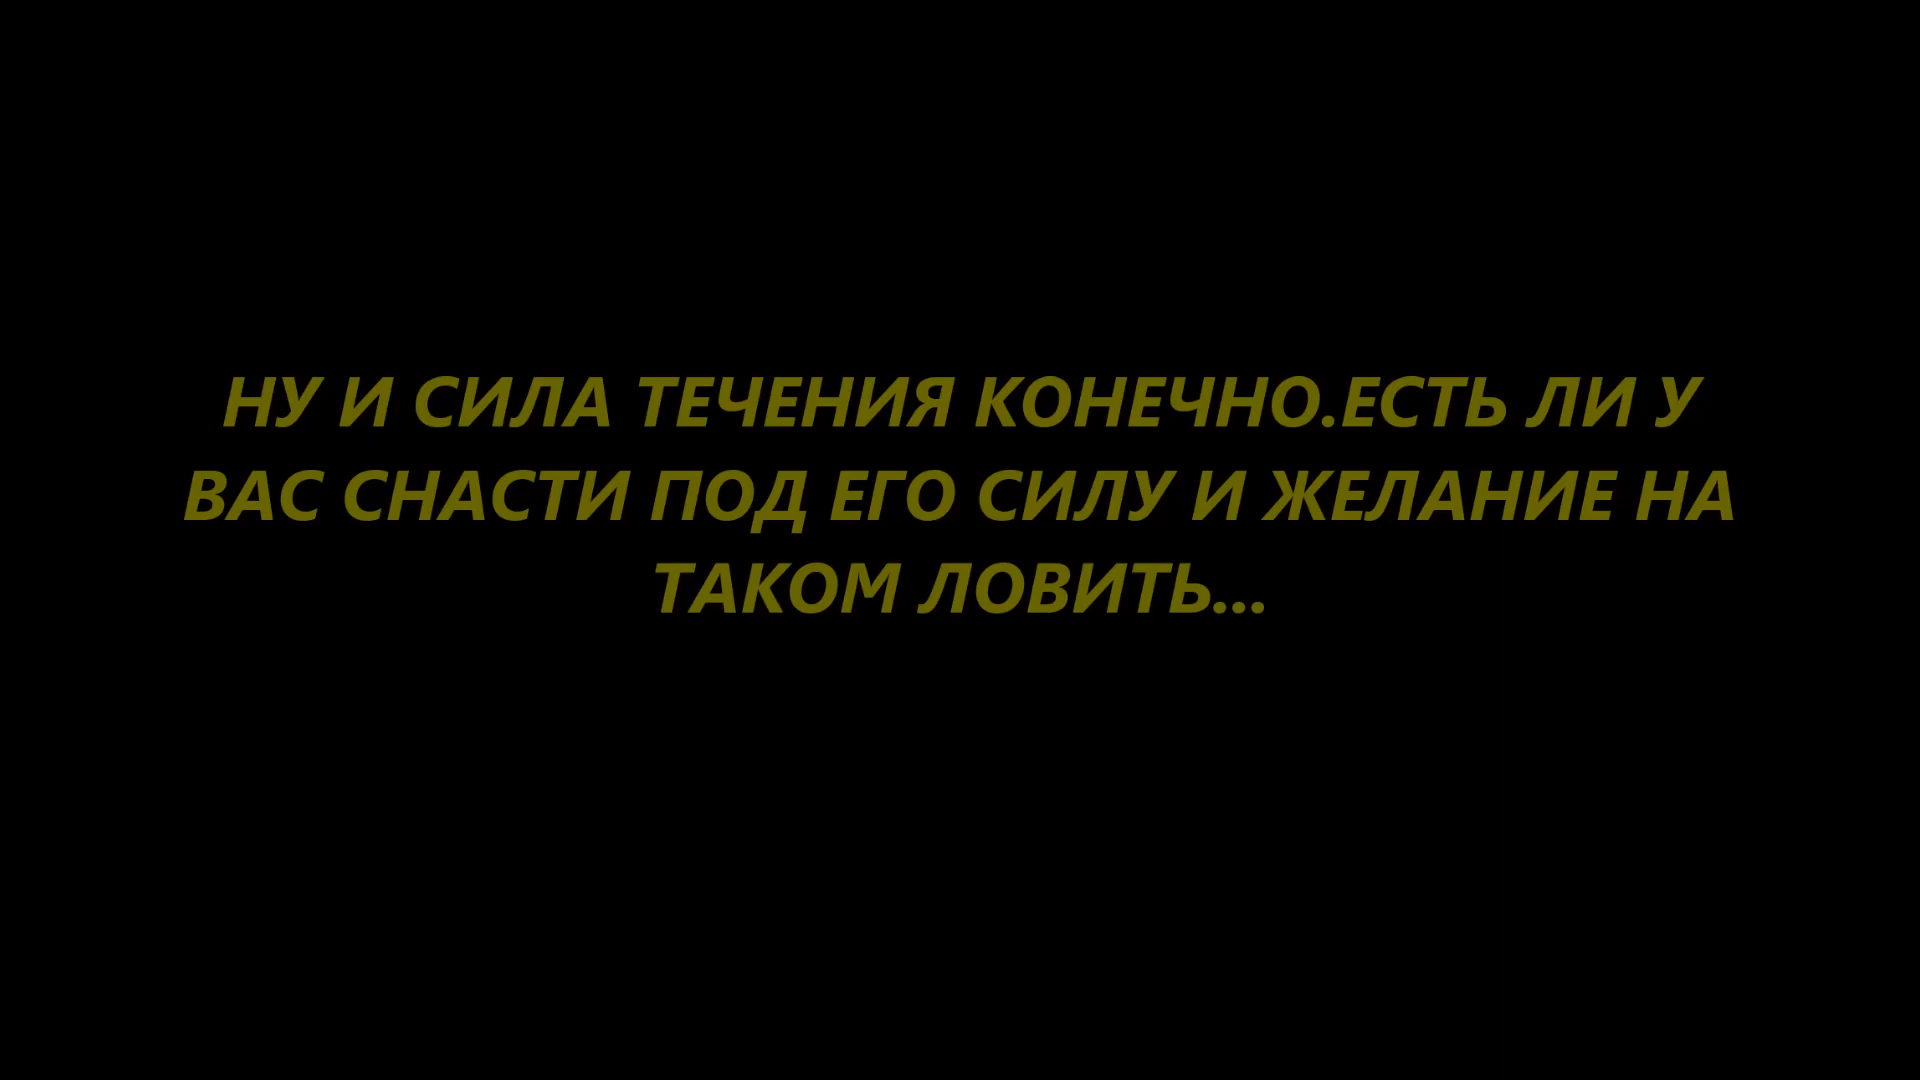 НУ И СИЛА ТЕЧЕНИЯ КОНЕЧНО.ЕСТЬ ЛИ У
ВАС СНАСТИ ПОД ЕГО СИЛУ И ЖЕЛАНИЕ НА
ТАКОМ ЛОВИТЬ...